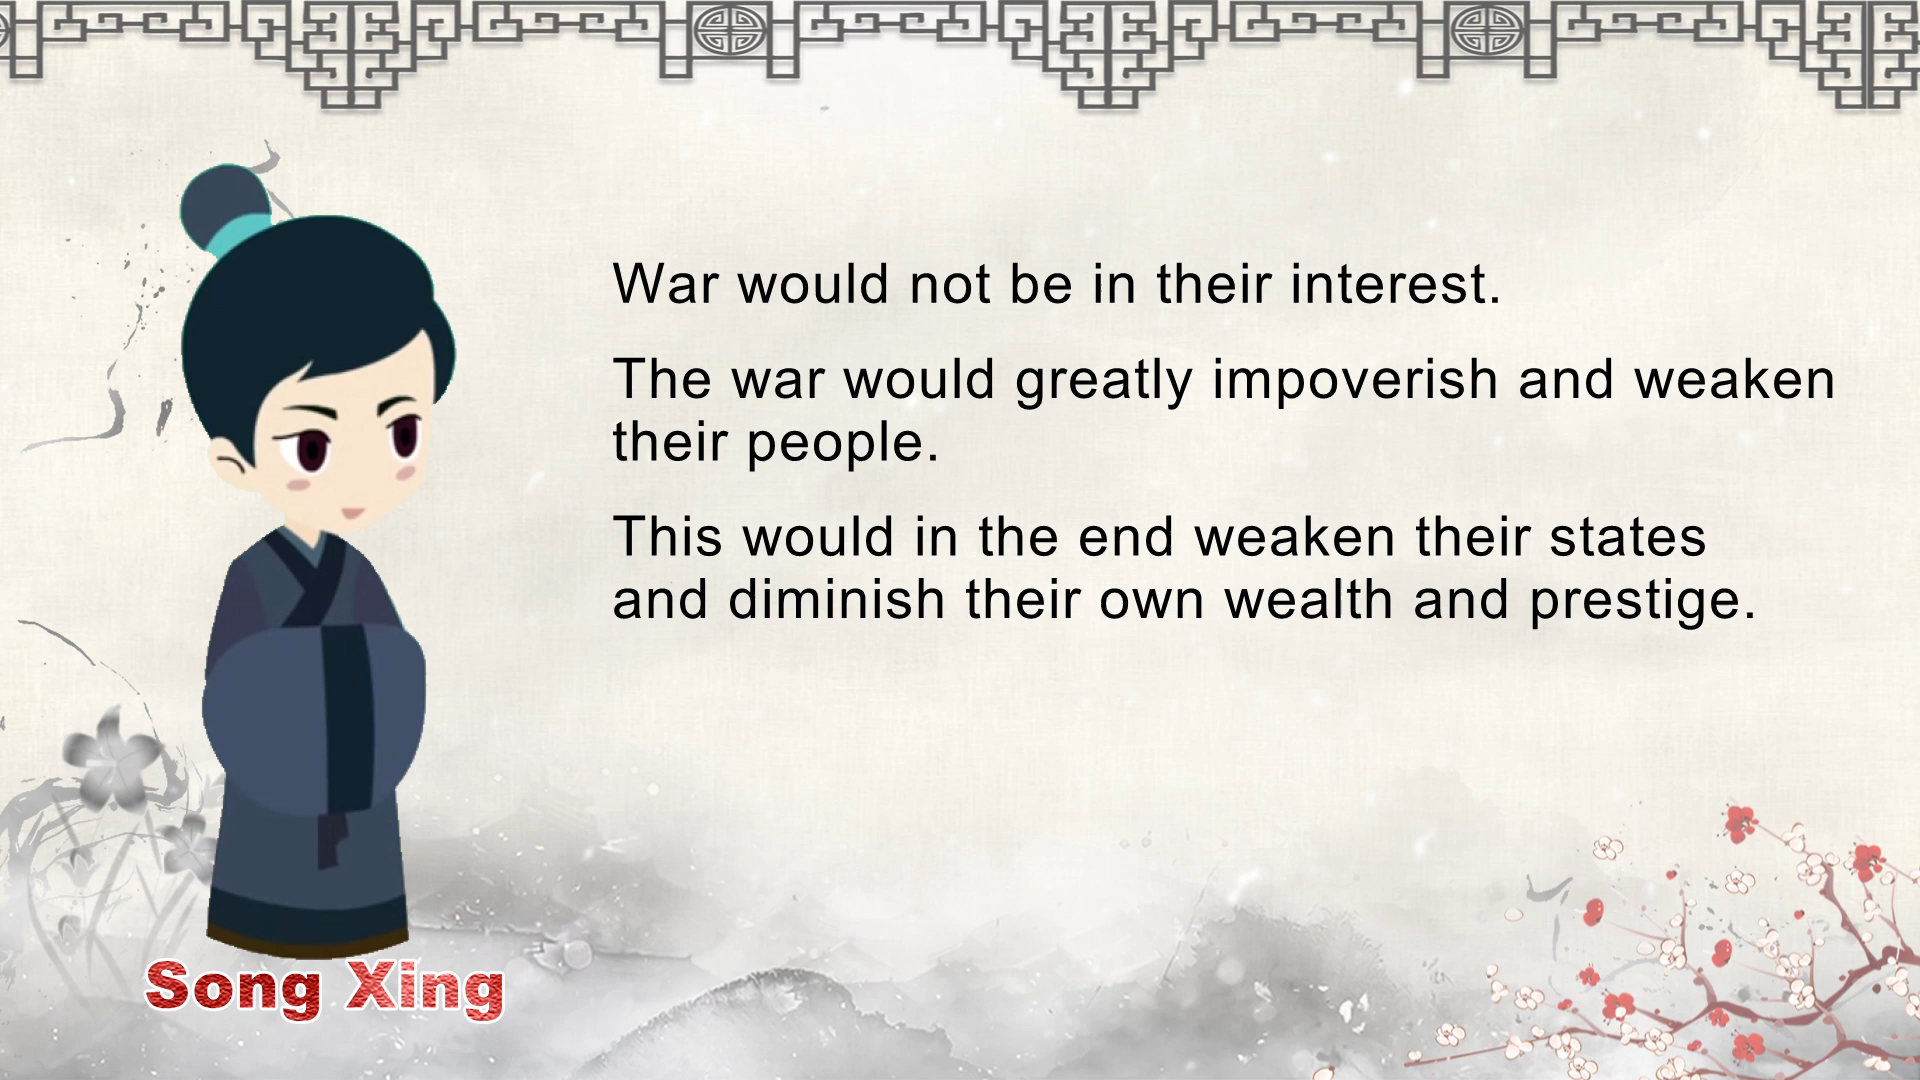 War would not be in their interest.
The war would greatly impoverish and weaken
their people.
This would in the end weaken their states
and diminish their own wealth and prestige.
Song Xing